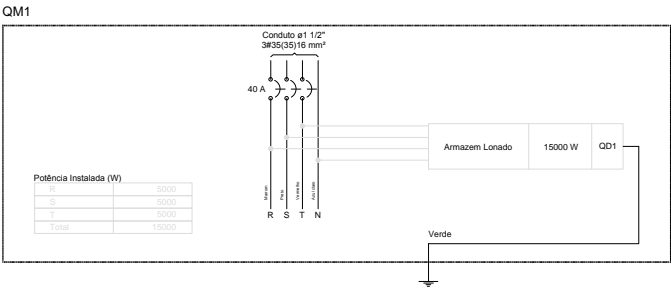 QM1
Conduto ø1 1/2"
3#35(35)16 mm²
40 A
Armazem Lonado
15000 W
QD1
Potência Instalada (W)
R 5000
S 5000
T 5000
Total 15000
Marrom
Preto
Vermelho
Azul claro
R S T N
Verde